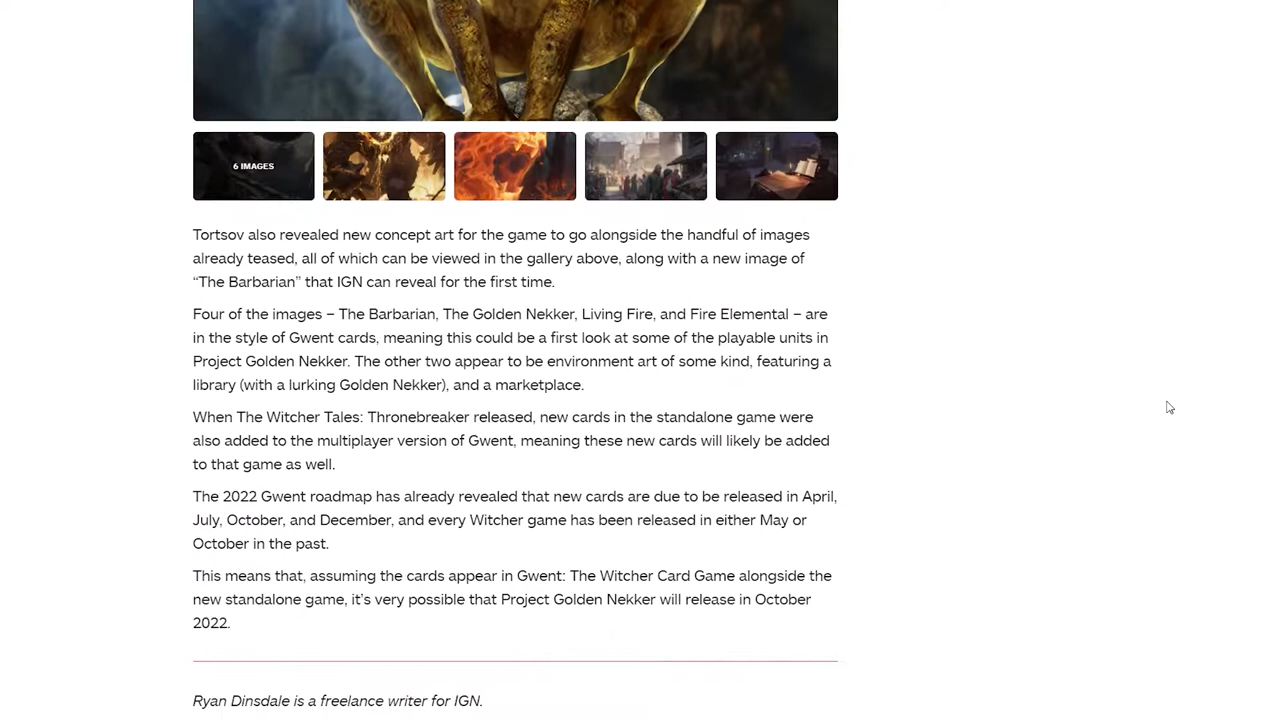 6 IMAGES
Tortsov also revealed new concept art for the game to go alongside the handful of images
already teased, all of which can be viewed in the gallery above, along with a new image of
“The Barbarian” that IGN can reveal for the first time.
Four of the images – The Barbarian, The Golden Nekker, Living Fire, and Fire Elemental – are
in the style of Gwent cards, meaning this could be a first look at some of the playable units in
Project Golden Nekker. The other two appear to be environment art of some kind, featuring a
library (with a lurking Golden Nekker), and a marketplace.
When The Witcher Tales: Thronebreaker released, new cards in the standalone game were
also added to the multiplayer version of Gwent, meaning these new cards will likely be added
to that game as well.
The 2022 Gwent roadmap has already revealed that new cards are due to be released in April,
July, October, and December, and every Witcher game has been released in either May or
October in the past.
This means that, assuming the cards appear in Gwent: The Witcher Card Game alongside the
new standalone game, it’s very possible that Project Golden Nekker will release in October
2022.
Ryan Dinsdale is a freelance writer for IGN.